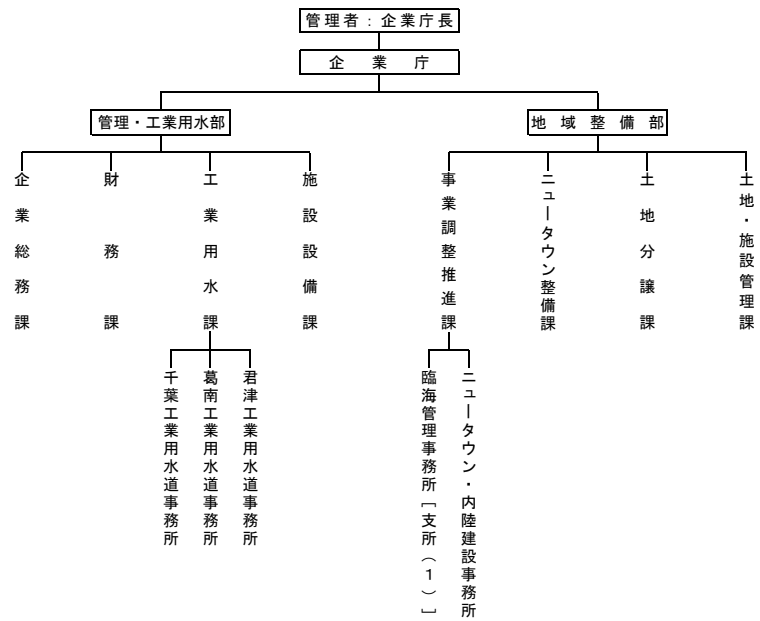 管理者：企業庁長
企業庁
管理・工業用水部
地域整備部
企業総務課
財務課
工業用水課
施設設備課
事業調整推進課
ニュータウン整備課
土地分譲課
土地・施設管理課
千葉工業用水道事務所
葛南工業用水道事務所
君津工業用水道事務所
臨海管理事務所［支所（１）］
ニュータウン・内陸建設事務所